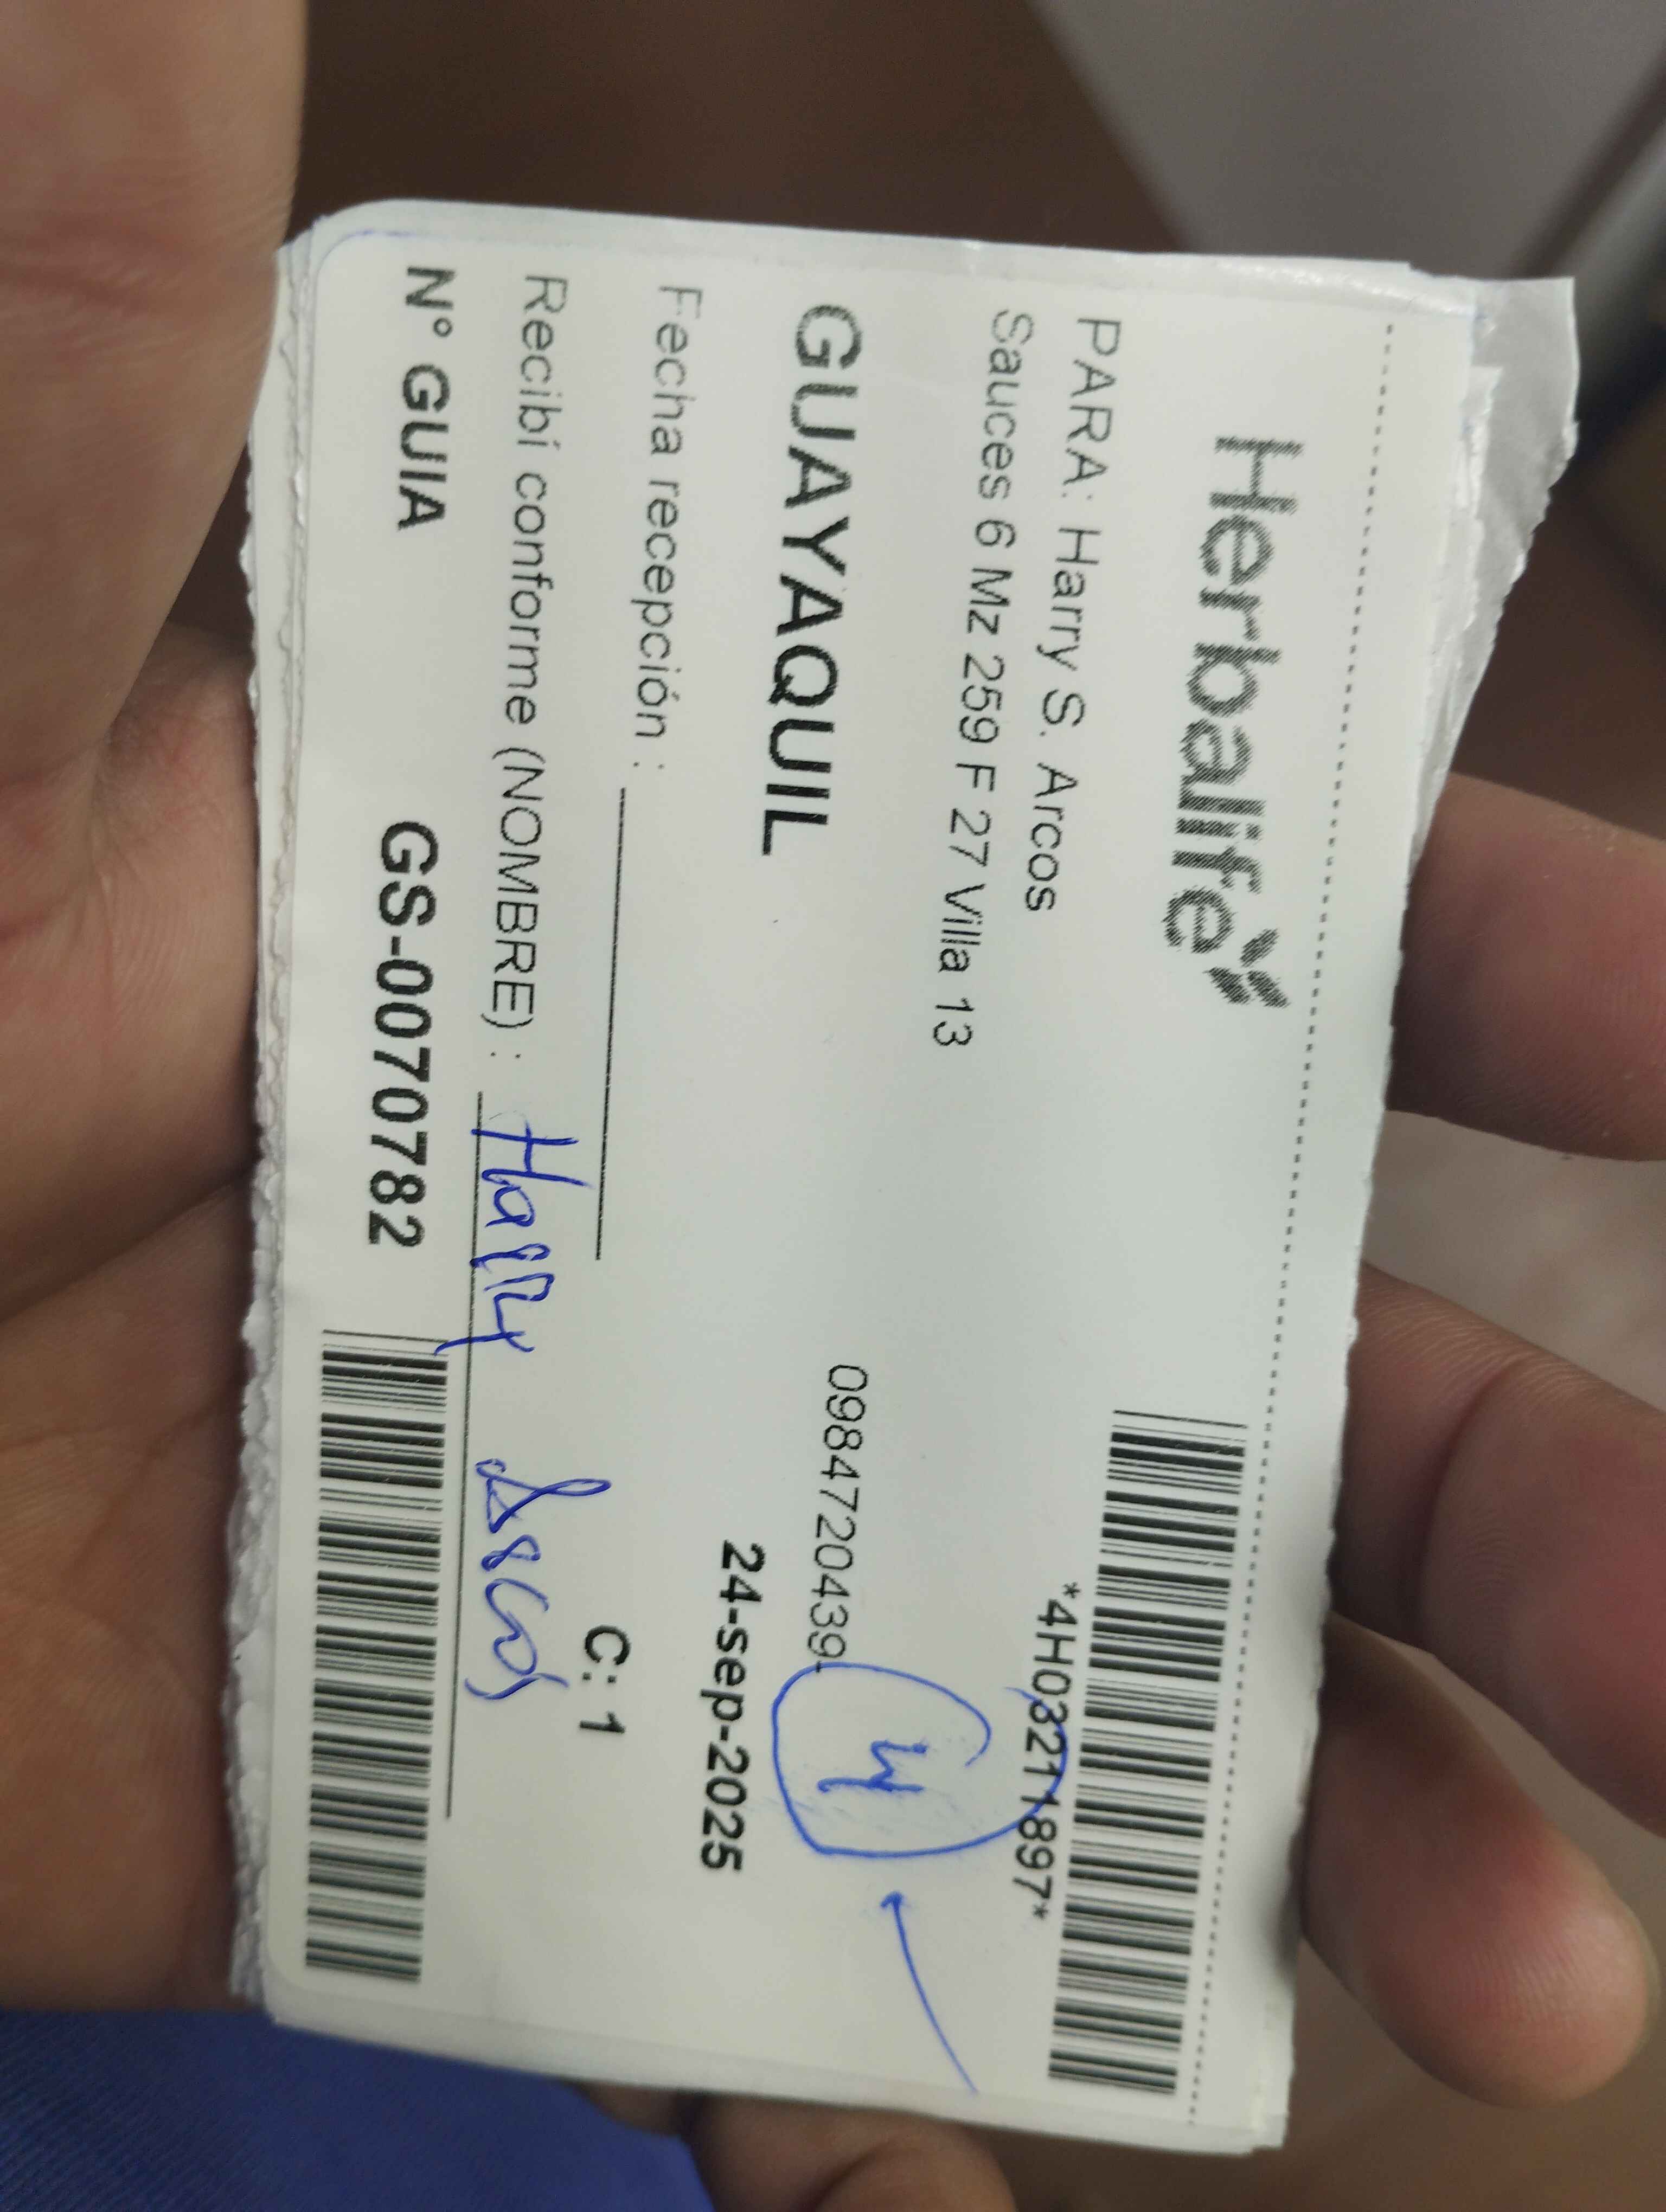 Herbalife
*4H03211897*
PARA: Harry S. Arcos
Sauces 6 Mz 259 F 27 Villa 13
4
GUAYAQUIL 0984720439-
24-sep-2025
Fecha recepción :
C: 1
Recibí conforme (NOMBRE) : Harry Arcos
N° GUIA GS-0070782